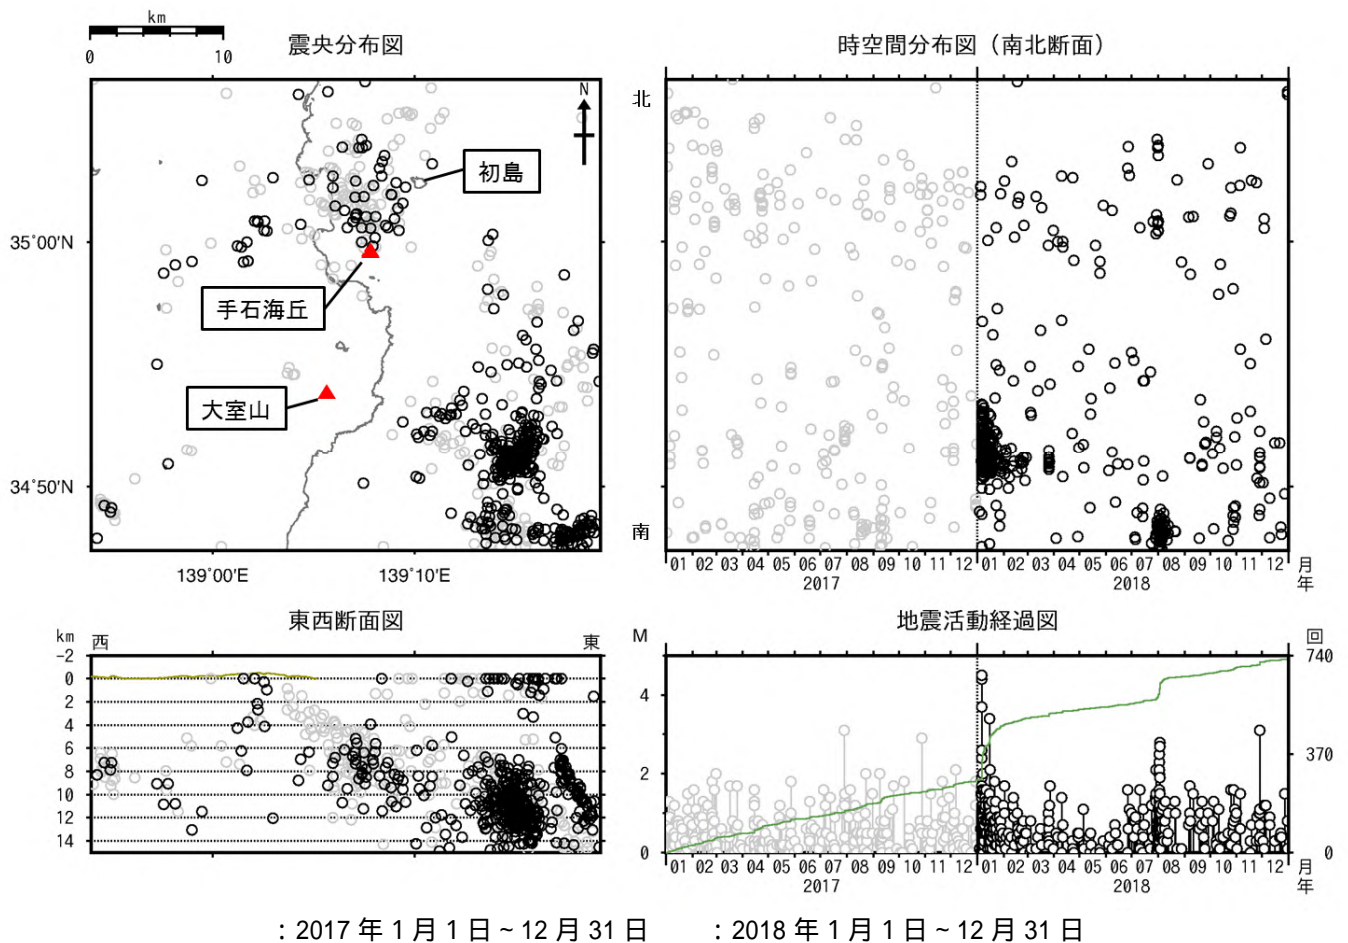 km
0 10
震央分布図
N
初島
35°00'N
手石海丘
大室山
34°50'N
139°00'E 139°10'E
時空間分布図（南北断面）
北
南
01 02 03 04 05 06 07 08 09 10 11 12 01 02 03 04 05 06 07 08 09 10 11 12 月
2017 2018 年
東西断面図
km 西 東
-2
0
2
4
6
8
10
12
14
地震活動経過図
M 回
740
4
370
2
0 0
01 02 03 04 05 06 07 08 09 10 11 12 01 02 03 04 05 06 07 08 09 10 11 12 月
2017 2018 年
：2017 年 1 月 1 日 ~ 12 月 31 日 ：2018 年 1 月 1 日 ~ 12 月 31 日